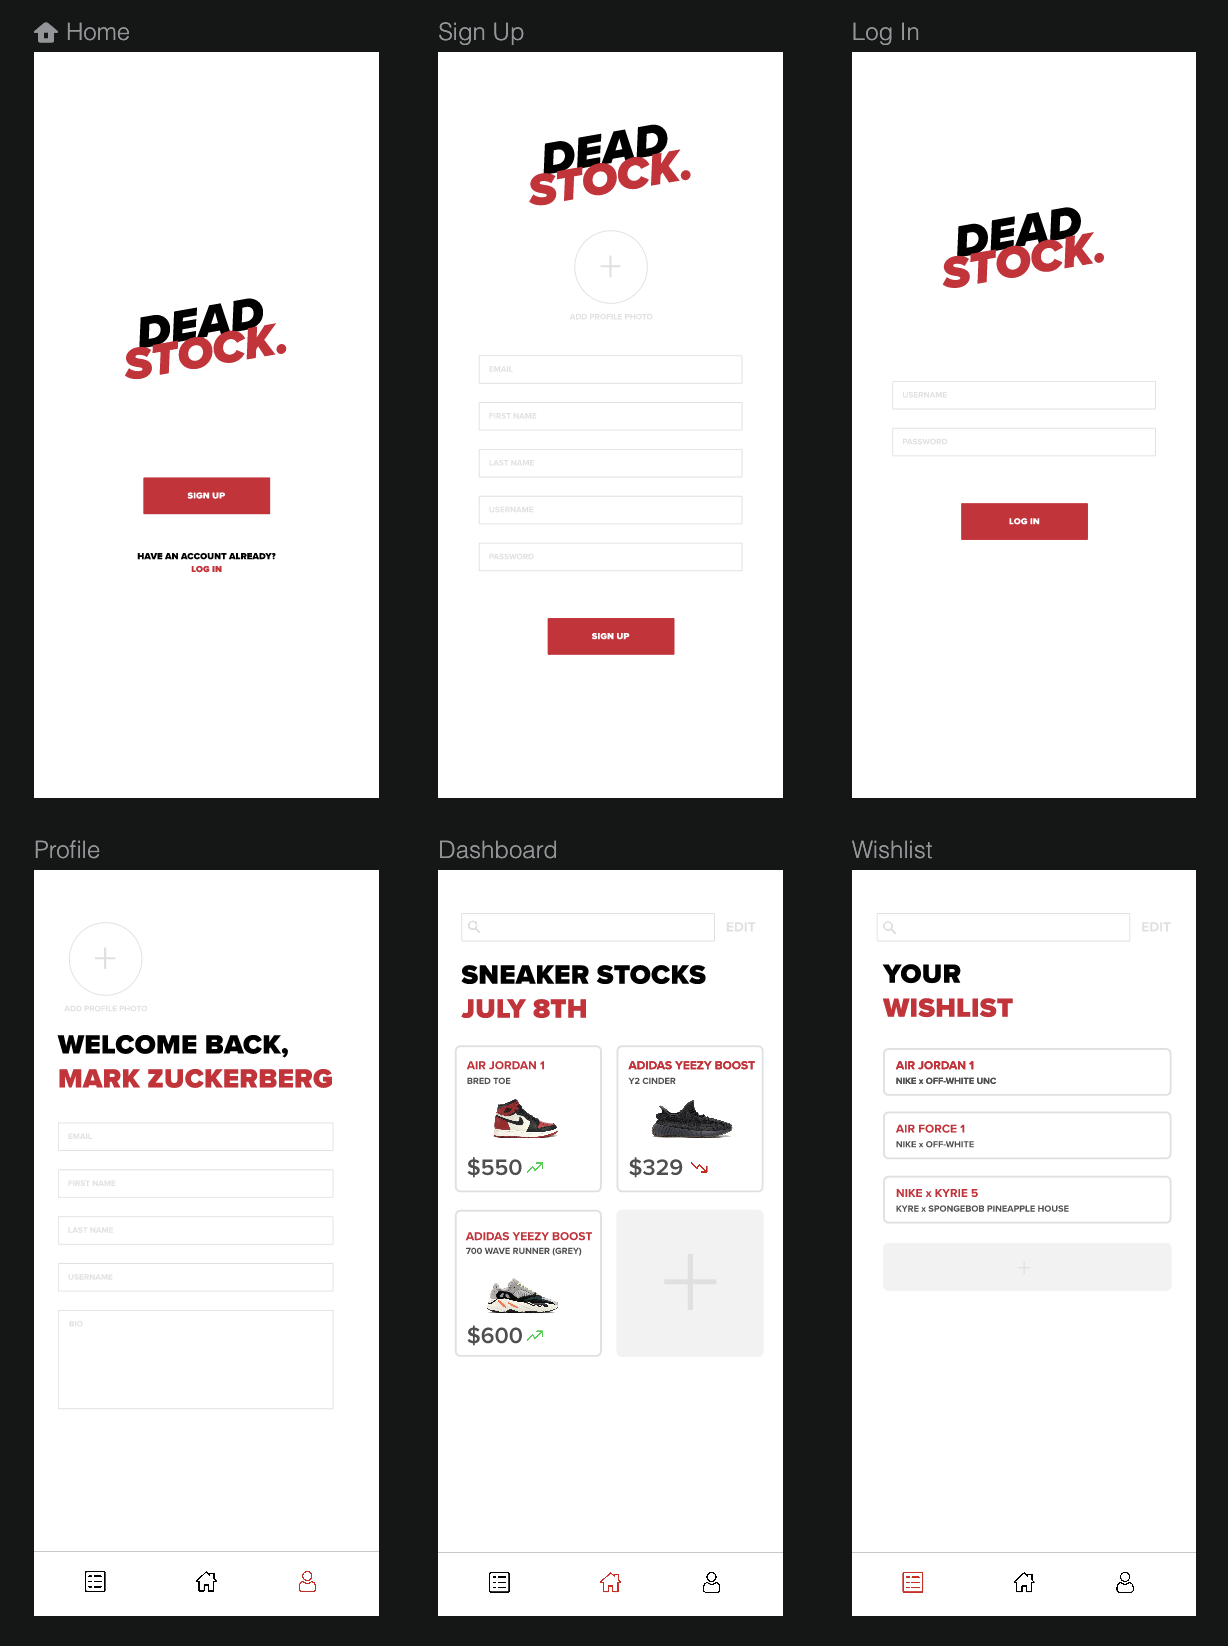 Home
DEAD
STOCK.
SIGN UP
HAVE AN ACCOUNT ALREADY?
LOG IN
Sign Up
DEAD
STOCK.
ADD PROFILE PHOTO
EMAIL
FIRST NAME
LAST NAME
USERNAME
PASSWORD
SIGN UP
Log In
DEAD
STOCK.
USERNAME
PASSWORD
LOG IN
Profile
ADD PROFILE PHOTO
WELCOME BACK,
MARK ZUCKERBERG
EMAIL
FIRST NAME
LAST NAME
USERNAME
BIO
Dashboard
EDIT
SNEAKER STOCKS
JULY 8TH
AIR JORDAN 1
BRED TOE
$550
ADIDAS YEEZY BOOST
Y2 CINDER
$329
ADIDAS YEEZY BOOST
700 WAVE RUNNER (GREY)
$600
Wishlist
EDIT
YOUR
WISHLIST
AIR JORDAN 1
NIKE x OFF-WHITE UNC
AIR FORCE 1
NIKE x OFF-WHITE
NIKE x KYRIE 5
KYRE x SPONGEBOB PINEAPPLE HOUSE